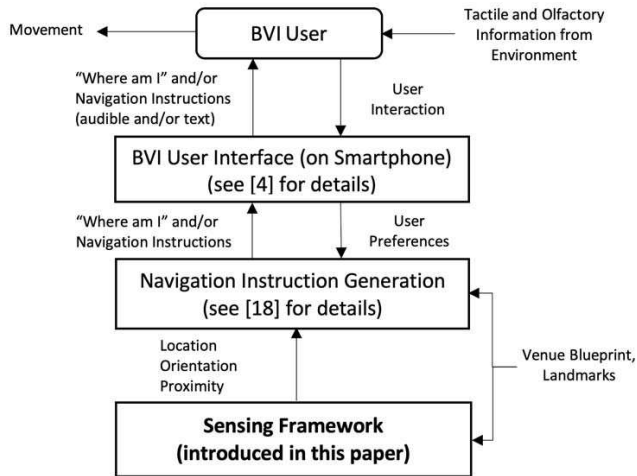 Movement
BVI User
Tactile and Olfactory
Information from
Environment
“Where am I” and/or
Navigation Instructions
(audible and/or text)
User
Interaction
BVI User Interface (on Smartphone)
(see [4] for details)
“Where am I” and/or
Navigation Instructions
User
Preferences
Navigation Instruction Generation
(see [18] for details)
Location
Orientation
Proximity
Venue Blueprint,
Landmarks
Sensing Framework
(introduced in this paper)